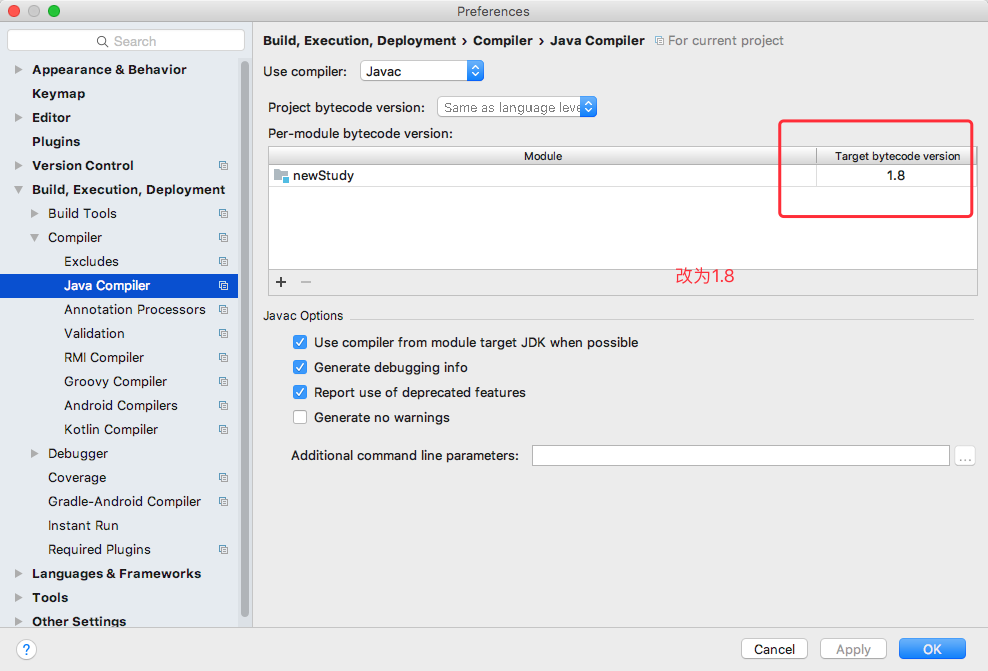 Preferences
Search
Appearance & Behavior
Keymap
Editor
Plugins
Version Control
Build, Execution, Deployment
Build Tools
Compiler
Excludes
Java Compiler
Annotation Processors
Validation
RMI Compiler
Groovy Compiler
Android Compilers
Kotlin Compiler
Debugger
Coverage
Gradle-Android Compiler
Instant Run
Required Plugins
Languages & Frameworks
Tools
Other Settings
Build, Execution, Deployment › Compiler › Java Compiler For current project
Use compiler: Javac
Project bytecode version: Same as language leve
Per-module bytecode version:
Module Target bytecode version
newStudy 1.8
改为1.8
Javac Options
Use compiler from module target JDK when possible
Generate debugging info
Report use of deprecated features
Generate no warnings
Additional command line parameters:
...
? Cancel Apply OK